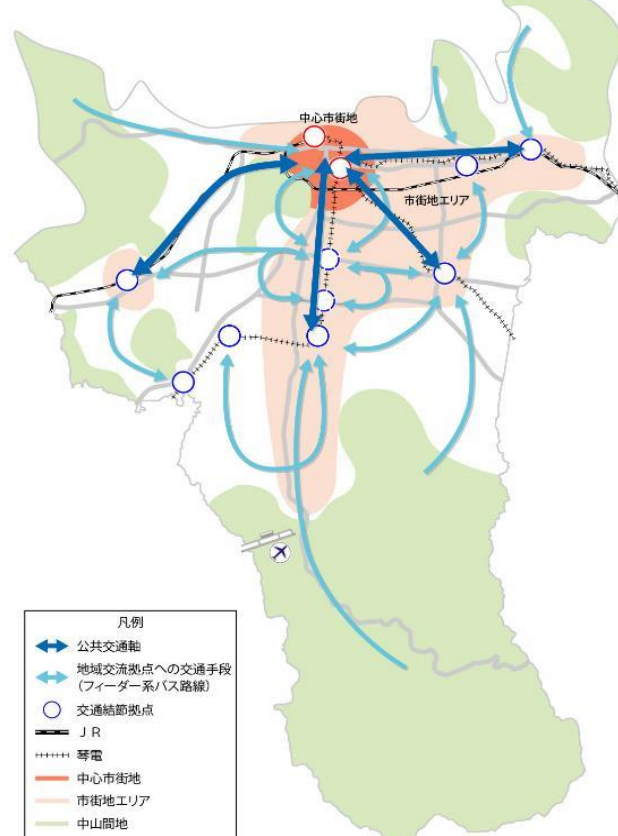 中心市街地
市街地エリア
凡例
公共交通軸
地域交流拠点への交通手段
(フィーダー系バス路線)
交通結節拠点
ＪＲ
琴電
中心市街地
市街地エリア
中山間地